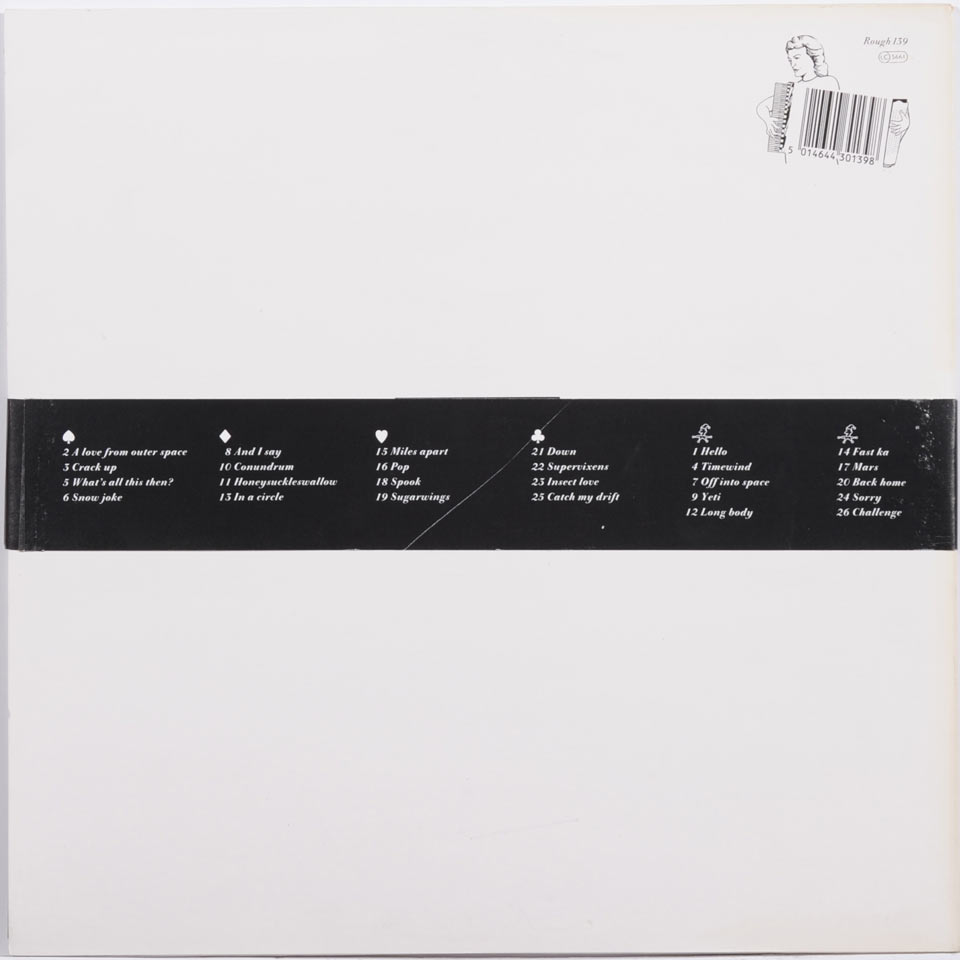 Rough 139
LC 5661
5 014644 301398
2 A love from outer space
3 Crack up
5 What's all this then?
6 Snow joke
8 And I say
10 Conundrum
11 Honeysuckleswallow
13 In a circle
15 Miles apart
16 Pop
18 Spook
19 Sugarwings
21 Down
22 Supervixens
23 Insect love
25 Catch my drift
1 Hello
4 Timewind
7 Off into space
9 Yeti
12 Long body
14 Fast ka
17 Mars
20 Back home
24 Sorry
26 Challenge